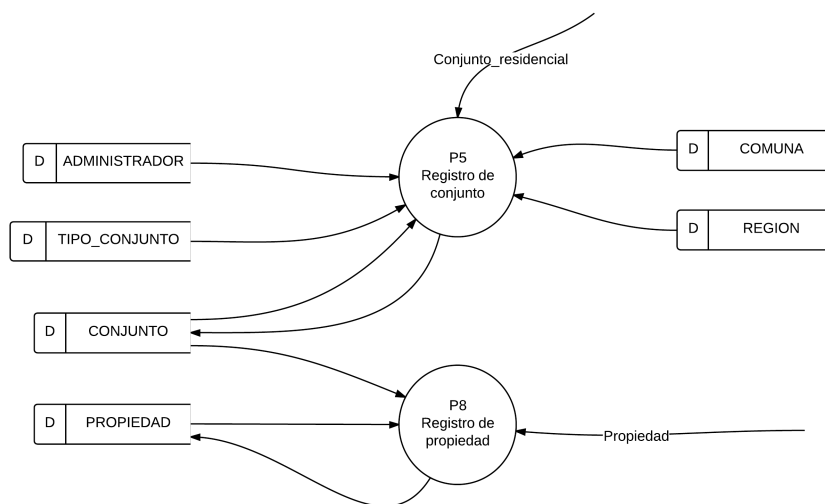 Conjunto_residencial
D ADMINISTRADOR
P5
Registro de
conjunto
D COMUNA
D TIPO_CONJUNTO
D REGION
D CONJUNTO
D PROPIEDAD
P8
Registro de
propiedad
Propiedad